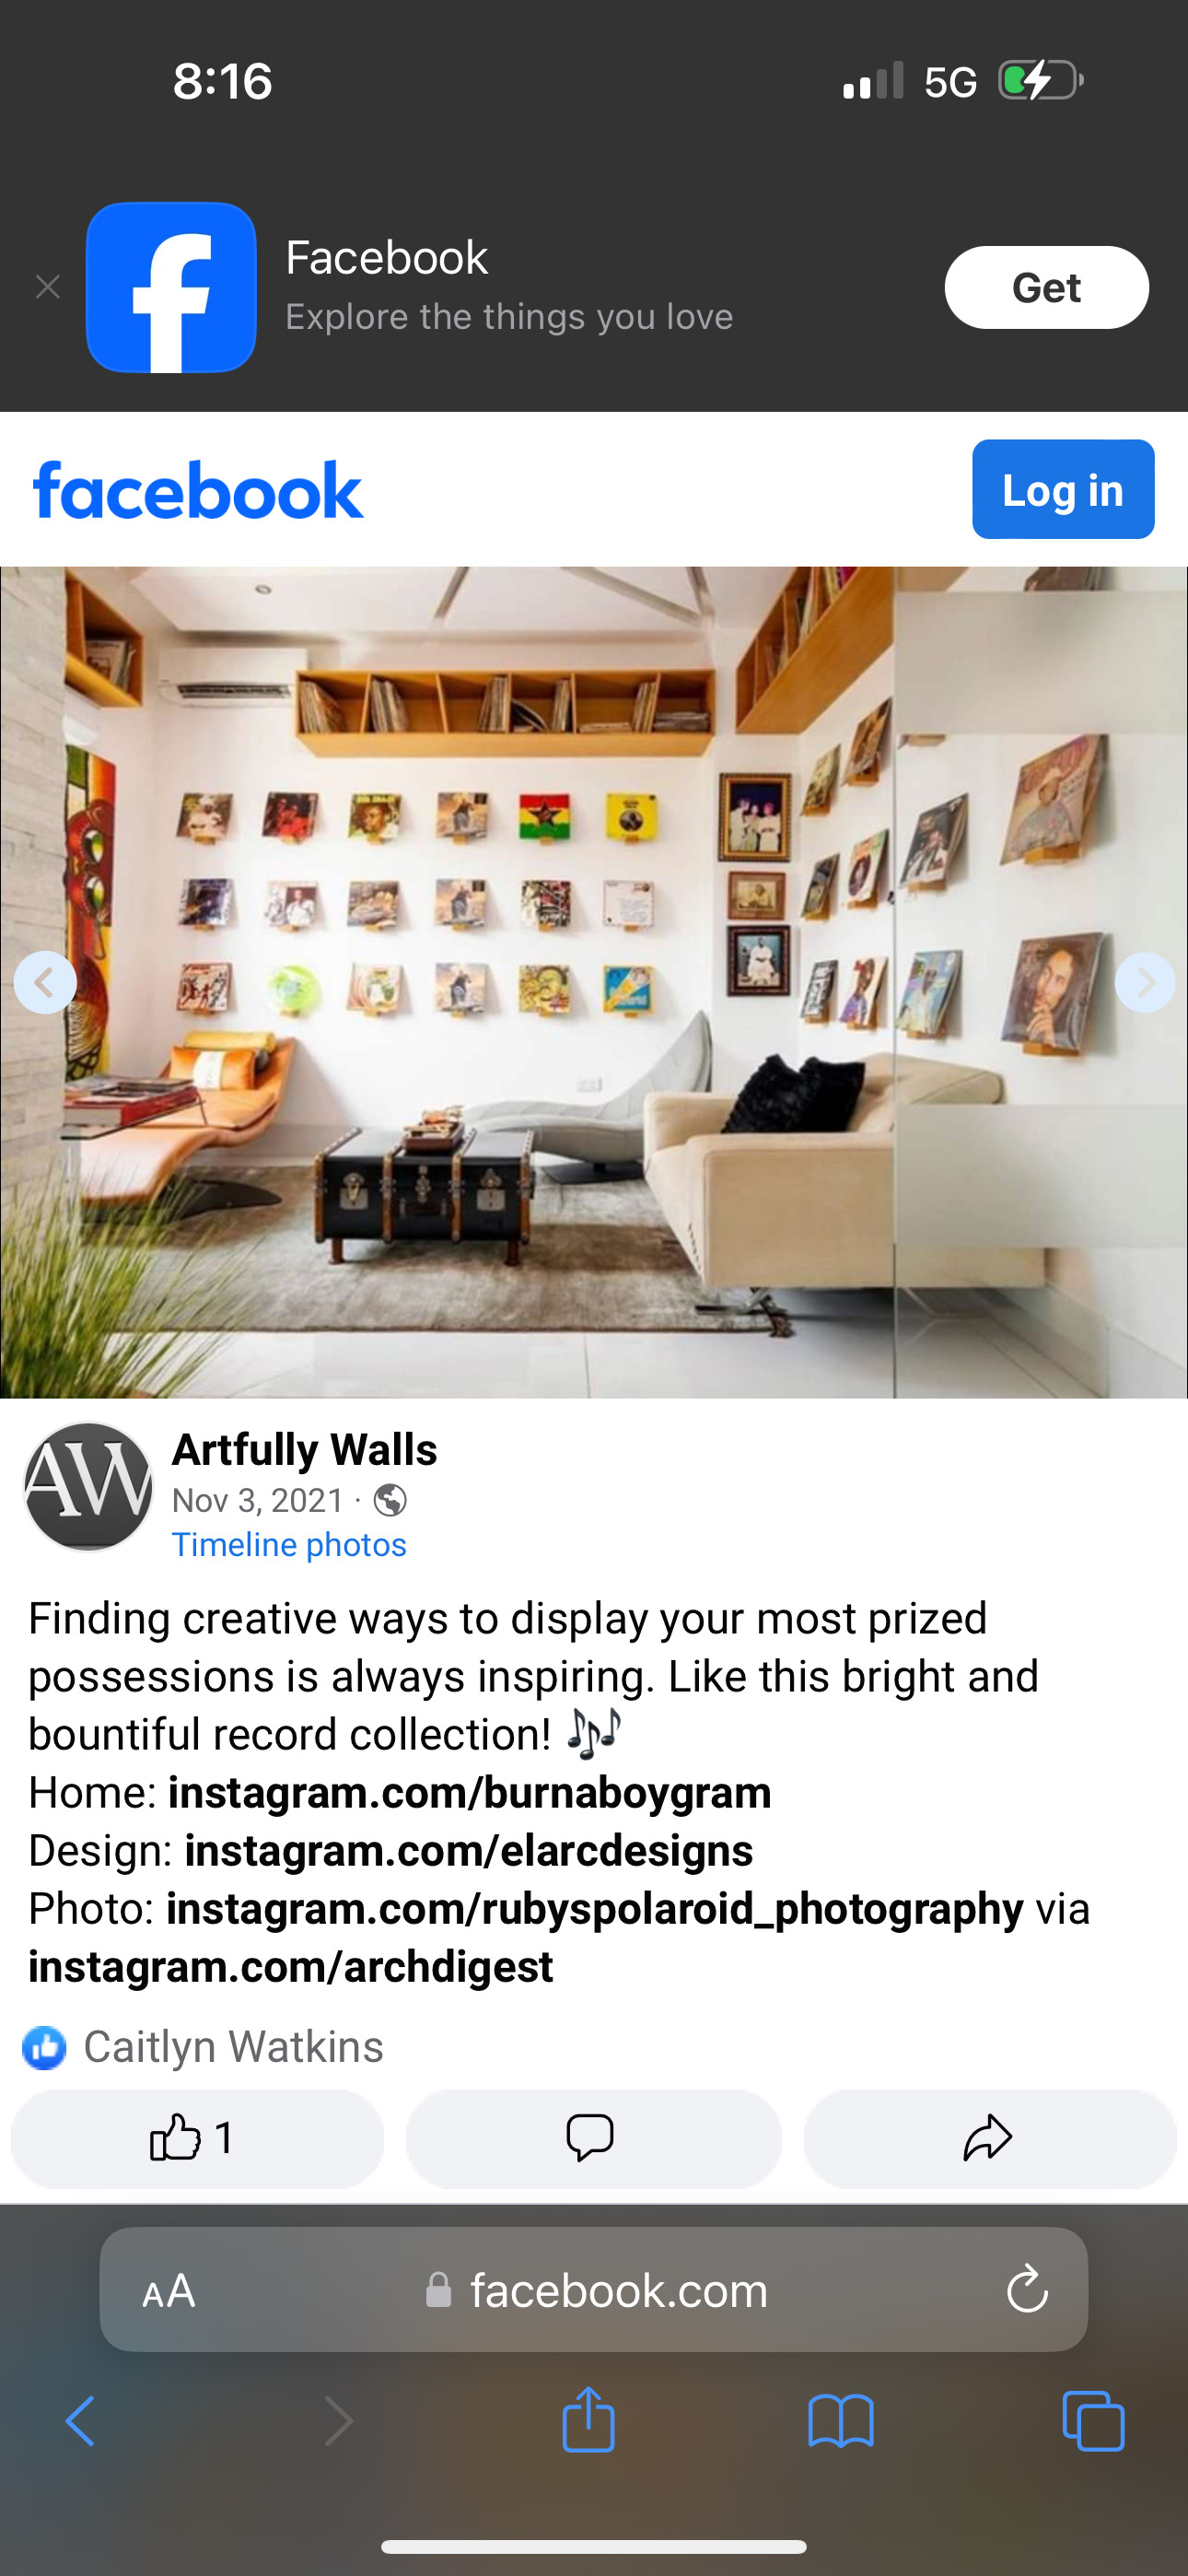 8:16
5G
Facebook
Explore the things you love
Get
facebook
Log in
AW
Artfully Walls
Nov 3, 2021 ·
Timeline photos
Finding creative ways to display your most prized
possessions is always inspiring. Like this bright and
bountiful record collection! 🎶
Home: instagram.com/burnaboygram
Design: instagram.com/elarcdesigns
Photo: instagram.com/rubyspolaroid_photography via
instagram.com/archdigest
Caitlyn Watkins
1
AA
facebook.com